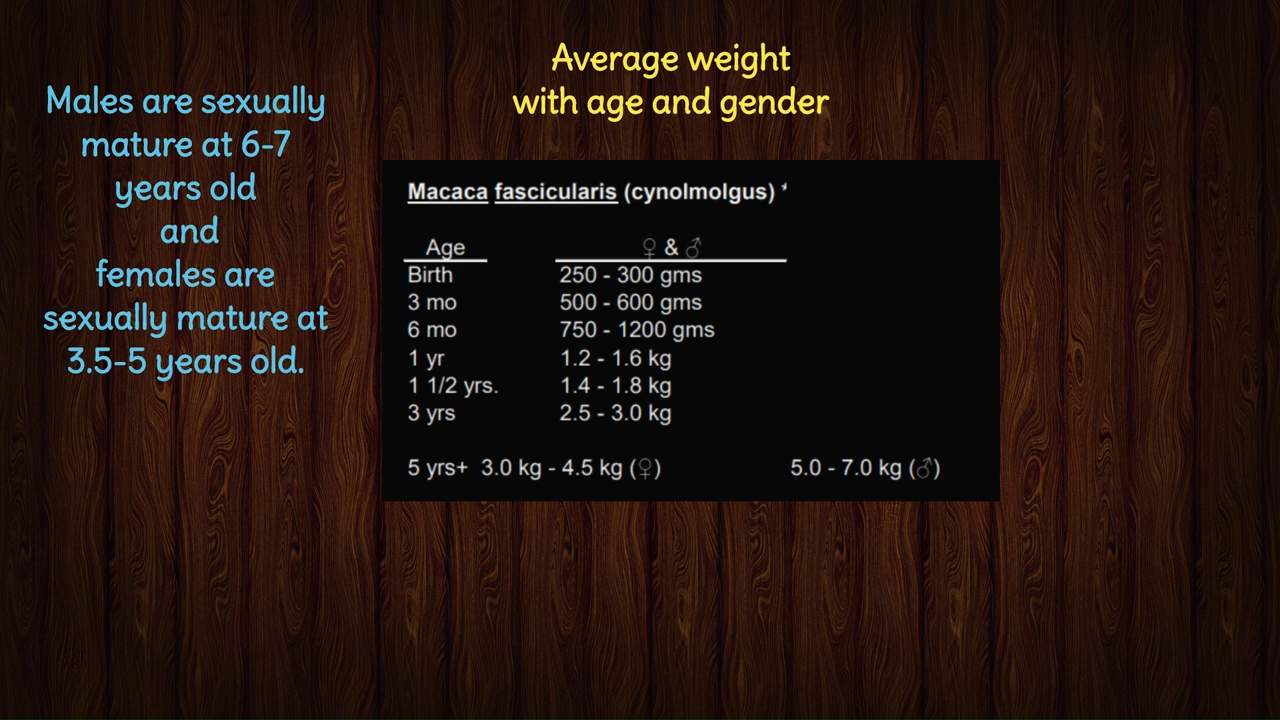 Average weight
with age and gender
Males are sexually
mature at 6-7
years old
and
females are
sexually mature at
3.5-5 years old.
Macaca fascicularis (cynolmolgus) *
Age ♀ & ♂
Birth 250 - 300 gms
3 mo 500 - 600 gms
6 mo 750 - 1200 gms
1 yr 1.2 - 1.6 kg
1 1/2 yrs. 1.4 - 1.8 kg
3 yrs 2.5 - 3.0 kg
5 yrs+ 3.0 kg - 4.5 kg (♀) 5.0 - 7.0 kg (♂)